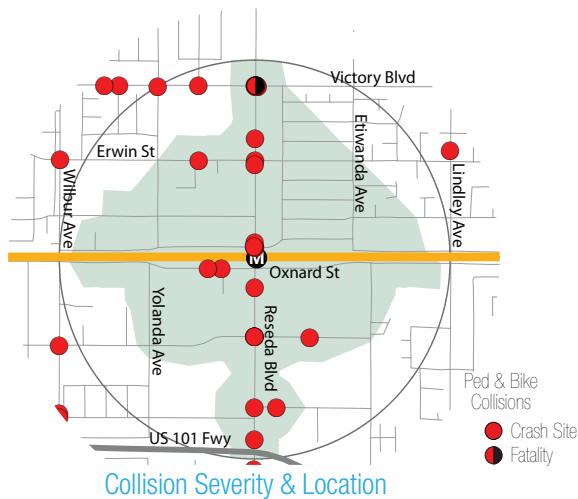 Victory Blvd
Erwin St
Etiwanda Ave
Wilbur Ave
Lindley Ave
M
Oxnard St
Yolanda Ave
Reseda Blvd
US 101 Fwy
Ped & Bike
Collisions
Crash Site
Fatality
Collision Severity & Location